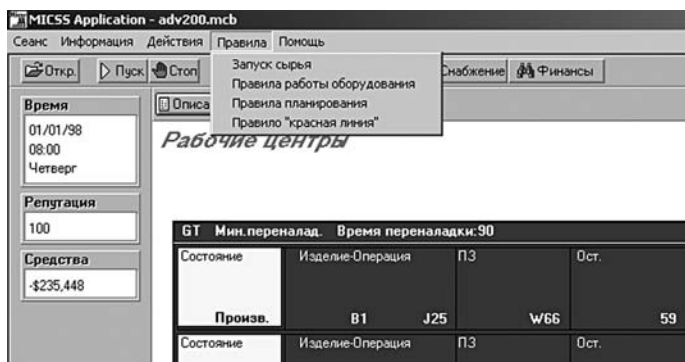 MICSS Application - adv200.mcb
Сеанс Информация Действия Правила Помощь
Откр. Пуск Стоп Снабжение Финансы
Запуск сырья
Правила работы оборудования
Правила планирования
Правило "красная линия"
Время
01/01/98
08:00
Четверг
Описа
Рабочие центры
Репутация
100
Средства
-$235,448
GT Мин.переналад. Время переналадки:90
Состояние Изделие-Операция ПЗ Ост.
Произв. B1 J25 W66 59
Состояние Изделие-Операция ПЗ Ост.